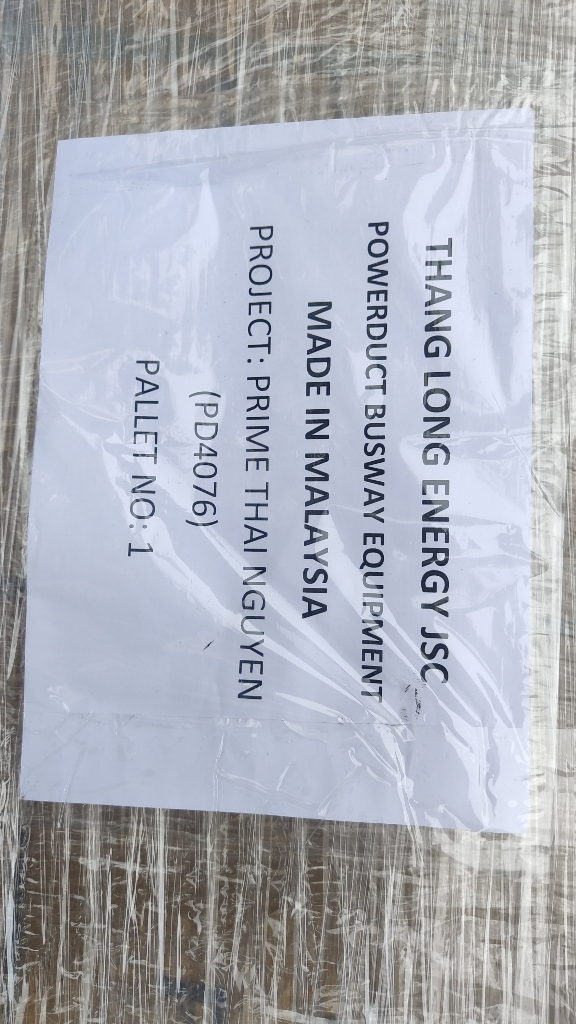 THANG LONG ENERGY JSC
POWERDUCT BUSWAY EQUIPMENT
MADE IN MALAYSIA
PROJECT: PRIME THAI NGUYEN
(PD4076)
PALLET NO: 1